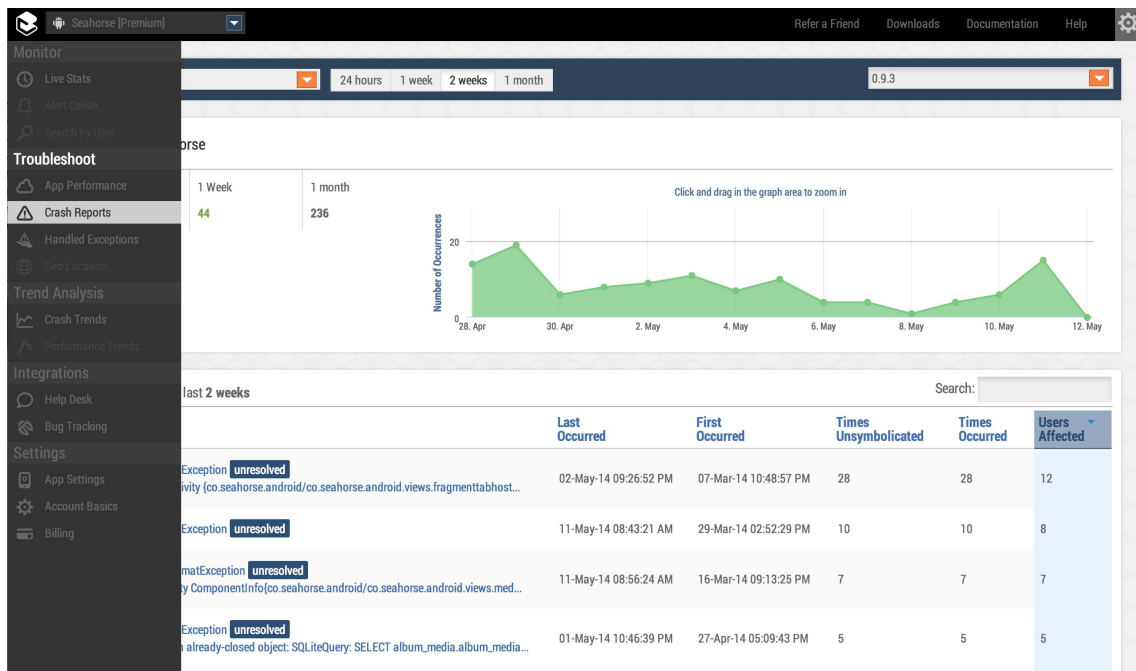 Seahorse [Premium]
Refer a Friend Downloads Documentation Help
Monitor
Live Stats
Alert Center
Search by User
Troubleshoot
App Performance
Crash Reports
Handled Exceptions
Geo Location
Trend Analysis
Crash Trends
Performance Trends
Integrations
Help Desk
Bug Tracking
Settings
App Settings
Account Basics
Billing
24 hours 1 week 2 weeks 1 month
0.9.3
orse
1 Week 1 month
44 236
Click and drag in the graph area to zoom in
Number of Occurrences
20
0
28. Apr 30. Apr 2. May 4. May 6. May 8. May 10. May 12. May
last 2 weeks
Search:
Last Occurred First Occurred Times Unsymbolicated Times Occurred Users Affected
Exception unresolved
ivity {co.seahorse.android/co.seahorse.android.views.fragmenttabhost...
02-May-14 09:26:52 PM 07-Mar-14 10:48:57 PM 28 28 12
Exception unresolved
11-May-14 08:43:21 AM 29-Mar-14 02:52:29 PM 10 10 8
matException unresolved
ty ComponentInfo{co.seahorse.android/co.seahorse.android.views.med...
11-May-14 08:56:24 AM 16-Mar-14 09:13:25 PM 7 7 7
Exception unresolved
n already-closed object: SQLiteQuery: SELECT album_media.album_media...
01-May-14 10:46:39 PM 27-Apr-14 05:09:43 PM 5 5 5